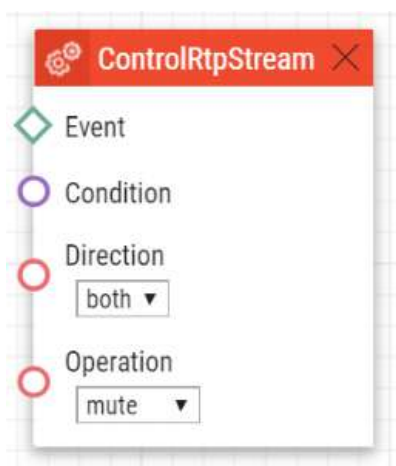 ControlRtpStream
Event
Condition
Direction
both
Operation
mute